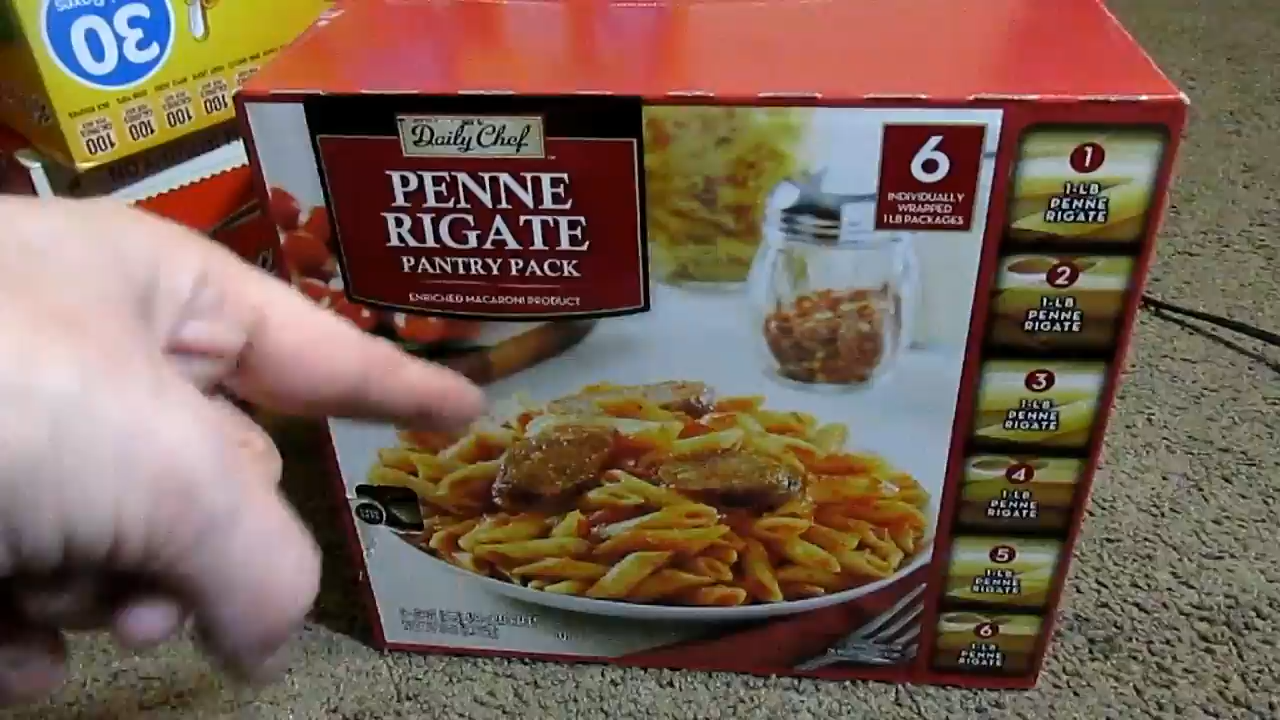 30
100
100
100
100
Daily Chef
PENNE
RIGATE
PANTRY PACK
ENRICHED MACARONI PRODUCT
6
INDIVIDUALLY
WRAPPED
1 LB PACKAGES
1
1-LB
PENNE
RIGATE
2
1-LB
PENNE
RIGATE
3
1-LB
PENNE
RIGATE
4
1-LB
PENNE
RIGATE
5
1-LB
PENNE
RIGATE
6
1-LB
PENNE
RIGATE